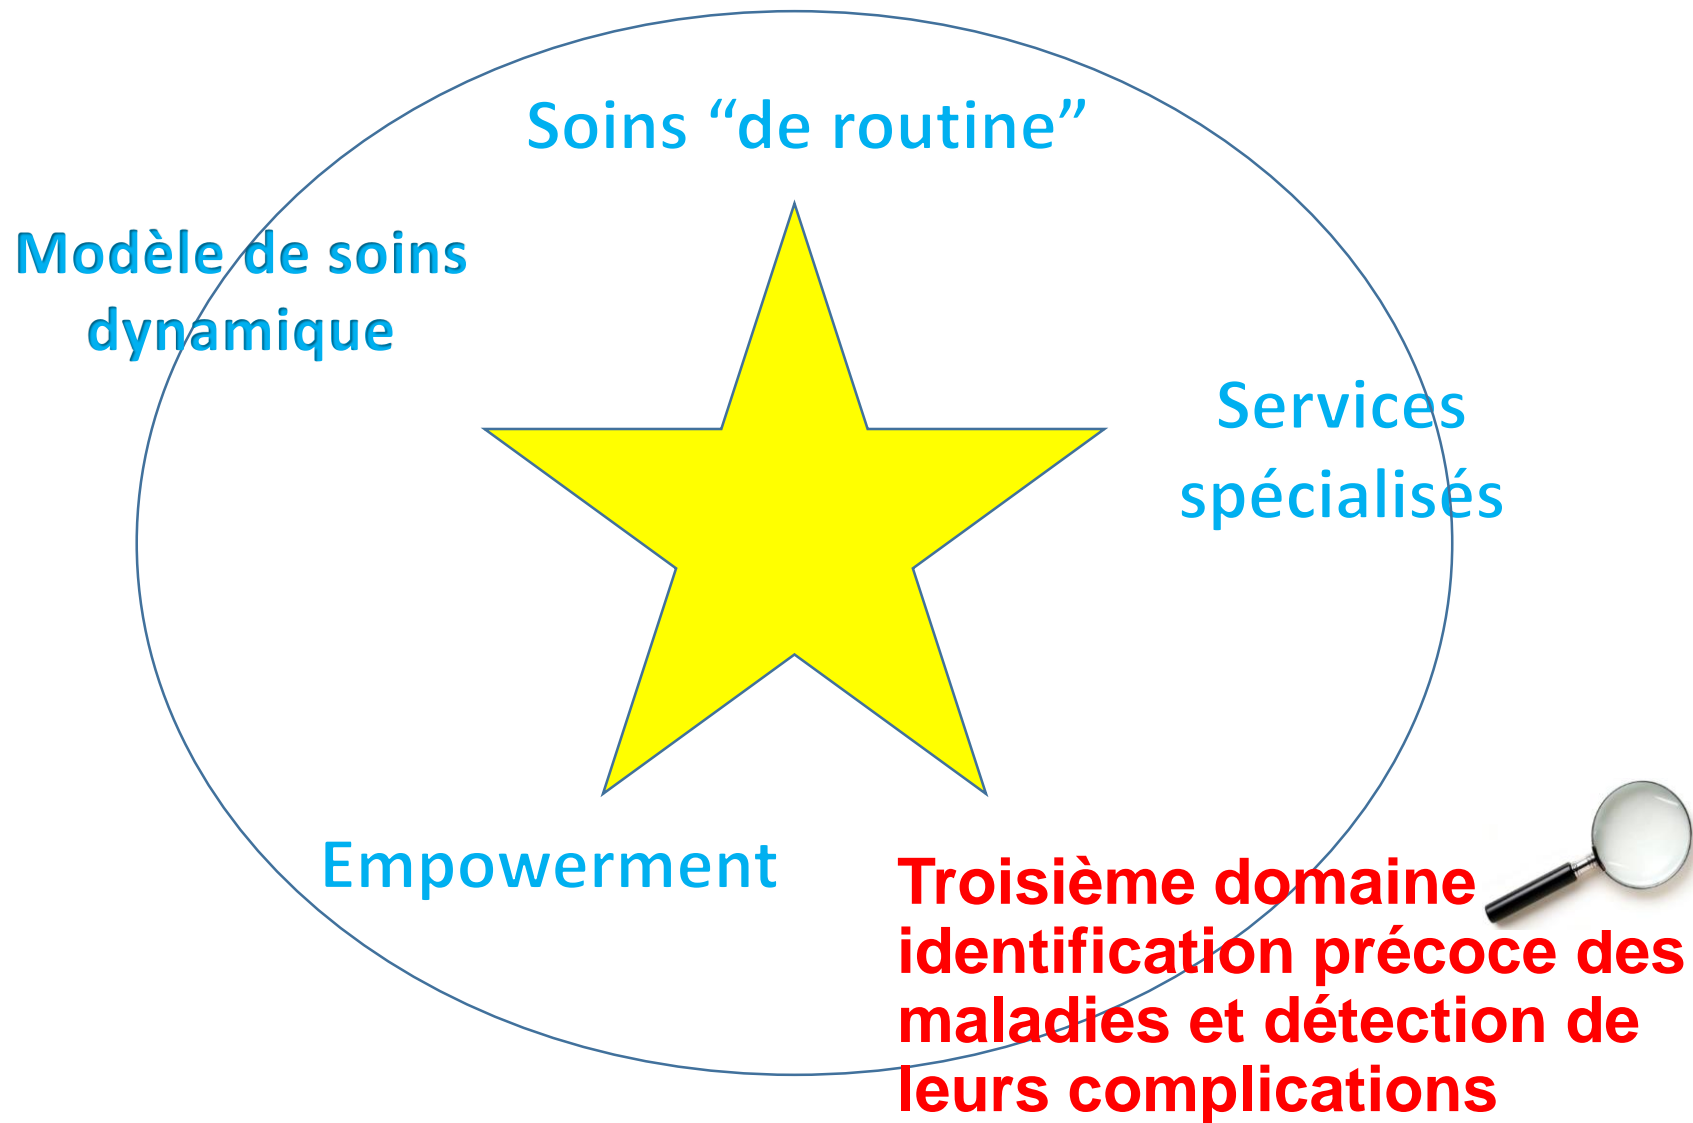 Soins “de routine”
Modèle de soins
dynamique
Services
spécialisés
Empowerment
Troisième domaine
identification précoce des
maladies et détection de
leurs complications